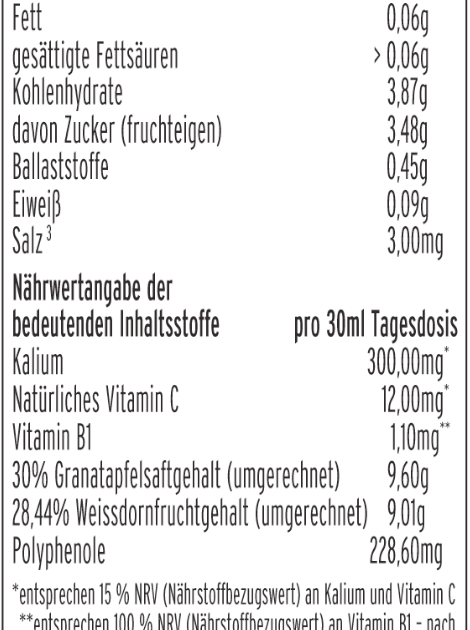 Fett 0,06g
gesättigte Fettsäuren > 0,06g
Kohlenhydrate 3,87g
davon Zucker (fruchteigen) 3,48g
Ballaststoffe 0,45g
Eiweiß 0,09g
Salz ³ 3,00mg
Nährwertangabe der
bedeutenden Inhaltsstoffe pro 30ml Tagesdosis
Kalium 300,00mg*
Natürliches Vitamin C 12,00mg*
Vitamin B1 1,10mg**
30% Granatapfelsaftgehalt (umgerechnet) 9,60g
28,44% Weissdornfruchtgehalt (umgerechnet) 9,01g
Polyphenole 228,60mg
*entsprechen 15 % NRV (Nährstoffbezugswert) an Kalium und Vitamin C
**entsprechen 100 % NRV (Nährstoffbezugswert) an Vitamin B1 - nach